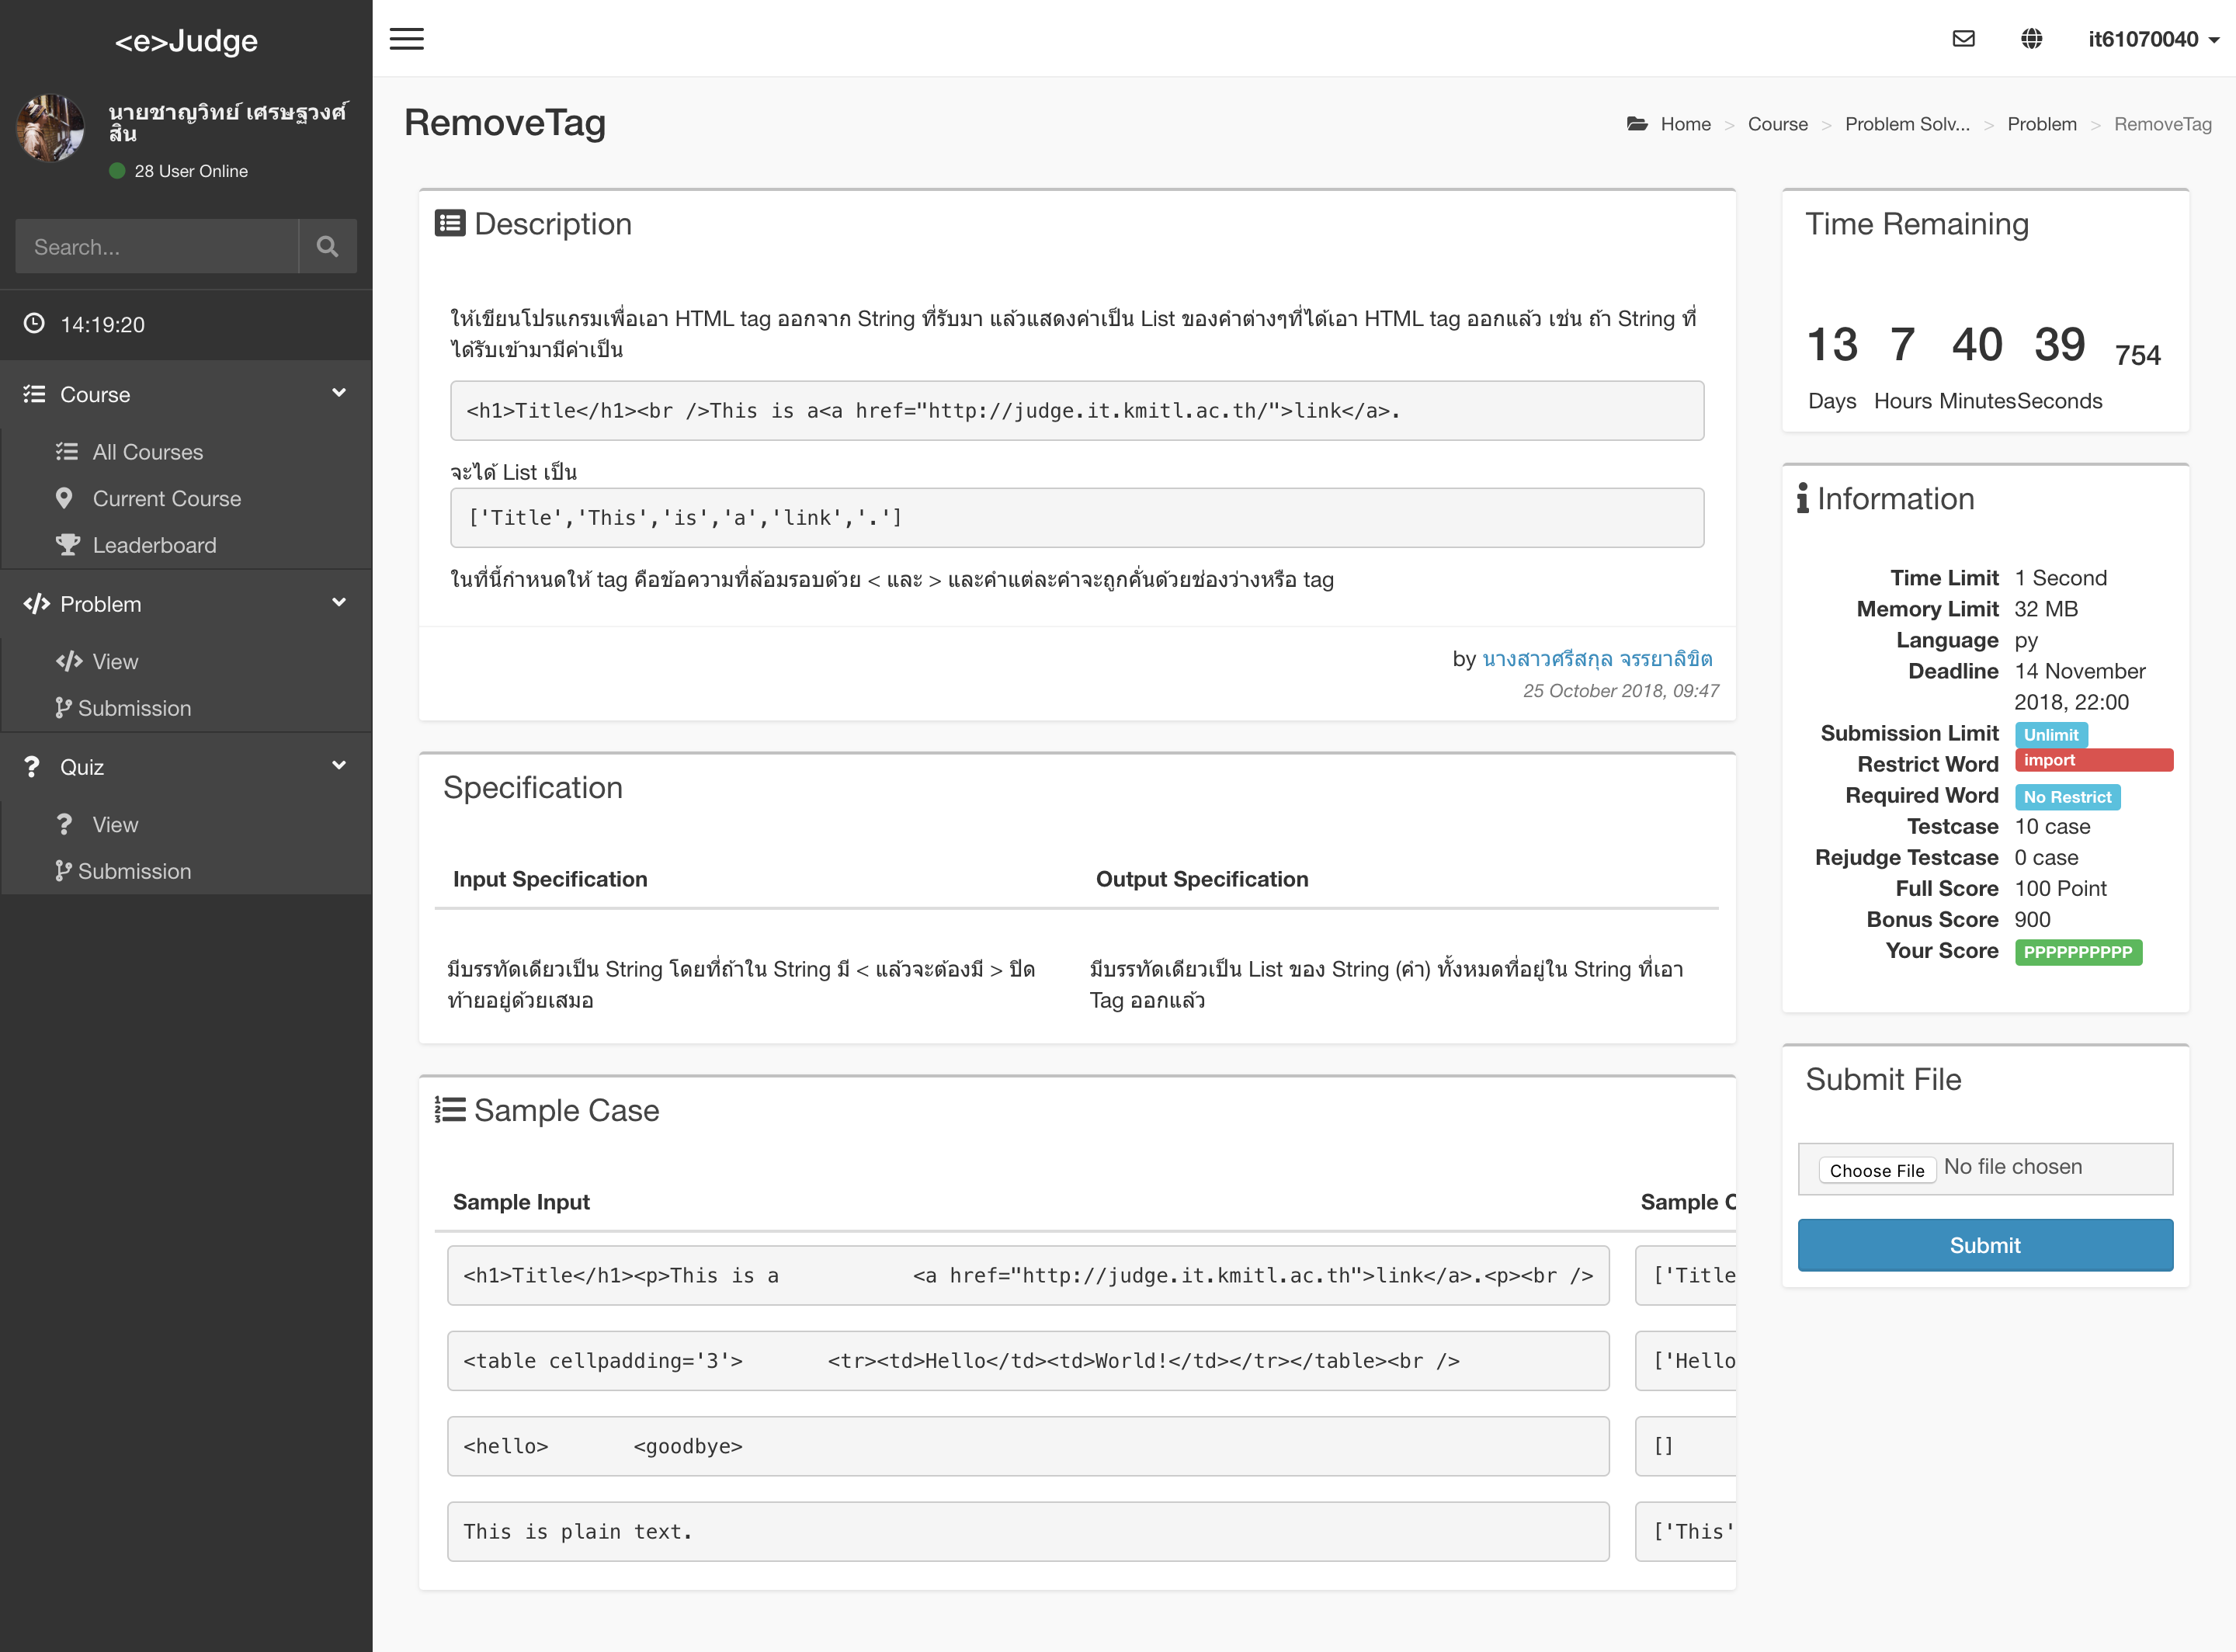 <e>Judge
นายชาญวิทย์ เศรษฐวงศ์
สิน
28 User Online
Search...
14:19:20
Course
All Courses
Current Course
Leaderboard
Problem
View
Submission
Quiz
View
Submission
it61070040
RemoveTag
Home > Course > Problem Solv... > Problem > RemoveTag
Description
ให้เขียนโปรแกรมเพื่อเอา HTML tag ออกจาก String ที่รับมา แล้วแสดงค่าเป็น List ของคำต่างๆที่ได้เอา HTML tag ออกแล้ว เช่น ถ้า String ที่
ได้รับเข้ามามีค่าเป็น
<h1>Title</h1><br />This is a<a href="http://judge.it.kmitl.ac.th/">link</a>.
จะได้ List เป็น
['Title','This','is','a','link','.']
ในที่นี้กำหนดให้ tag คือข้อความที่ล้อมรอบด้วย < และ > และคำแต่ละคำจะถูกคั่นด้วยช่องว่างหรือ tag
by นางสาวศรีสกุล จรรยาลิขิต
25 October 2018, 09:47
Specification
Input Specification
Output Specification
มีบรรทัดเดียวเป็น String โดยที่ถ้าใน String มี < แล้วจะต้องมี > ปิด
ท้ายอยู่ด้วยเสมอ
มีบรรทัดเดียวเป็น List ของ String (คำ) ทั้งหมดที่อยู่ใน String ที่เอา
Tag ออกแล้ว
Sample Case
Sample Input
Sample
<h1>Title</h1><p>This is a           <a href="http://judge.it.kmitl.ac.th">link</a>.<p><br />
['Title
<table cellpadding='3'>       <tr><td>Hello</td><td>World!</td></tr></table><br />
['Hello
<hello>       <goodbye>
[]
This is plain text.
['This'
Time Remaining
13 7 40 39 754
Days Hours Minutes Seconds
Information
Time Limit 1 Second
Memory Limit 32 MB
Language py
Deadline 14 November
2018, 22:00
Submission Limit Unlimit
Restrict Word import
Required Word No Restrict
Testcase 10 case
Rejudge Testcase 0 case
Full Score 100 Point
Bonus Score 900
Your Score PPPPPPPPPP
Submit File
Choose File No file chosen
Submit